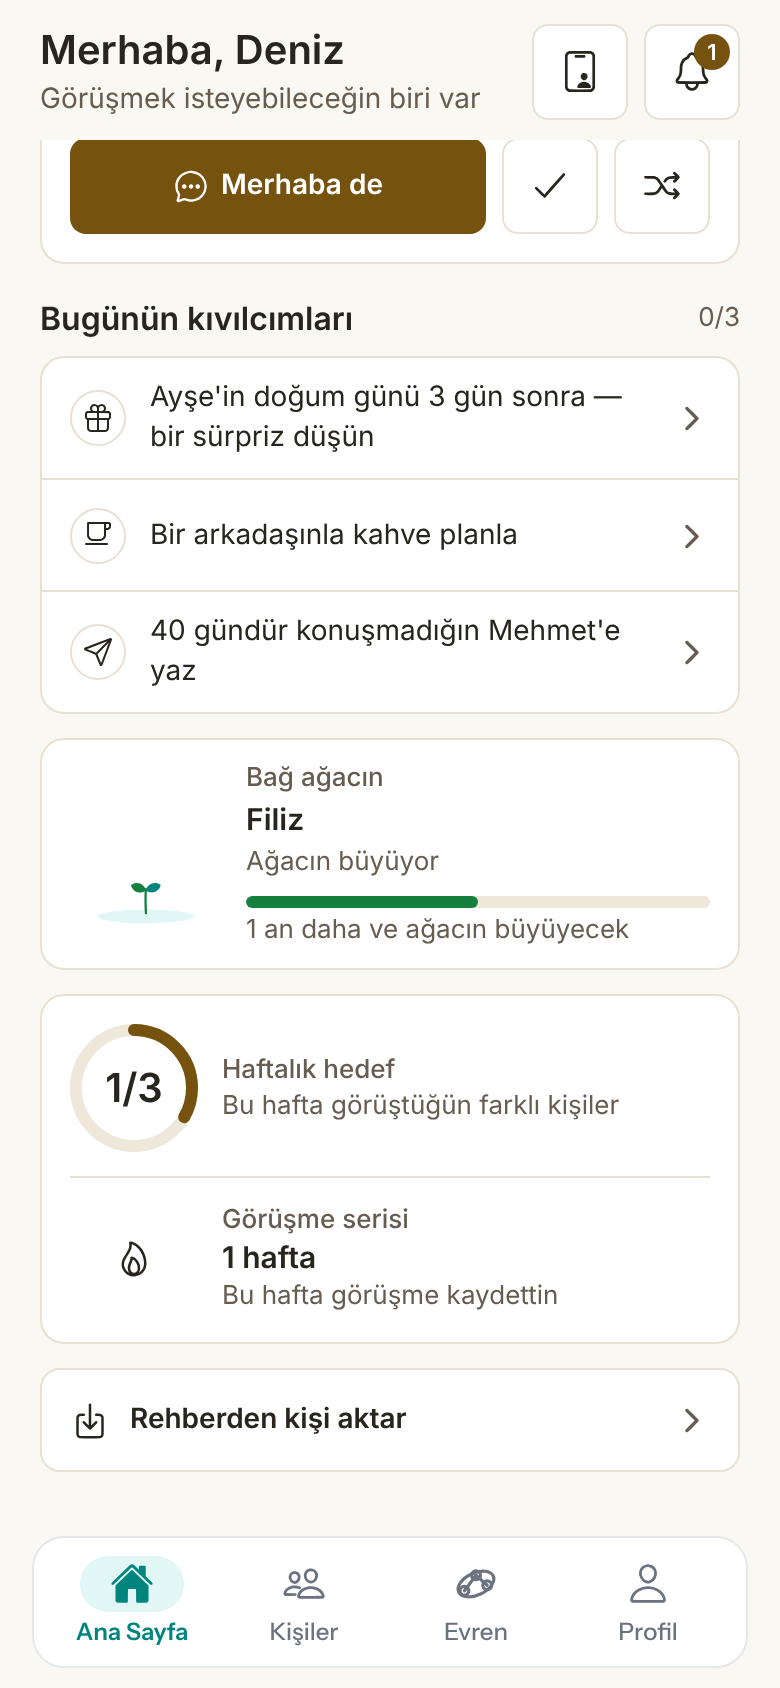 Merhaba, Deniz
Görüşmek isteyebileceğin biri var
1
Merhaba de
Bugünün kıvılcımları
0/3
Ayşe'in doğum günü 3 gün sonra —
bir sürpriz düşün
Bir arkadaşınla kahve planla
40 gündür konuşmadığın Mehmet'e
yaz
Bağ ağacın
Filiz
Ağacın büyüyor
1 an daha ve ağacın büyüyecek
1/3
Haftalık hedef
Bu hafta görüştüğün farklı kişiler
Görüşme serisi
1 hafta
Bu hafta görüşme kaydettin
Rehberden kişi aktar
Ana Sayfa
Kişiler
Evren
Profil